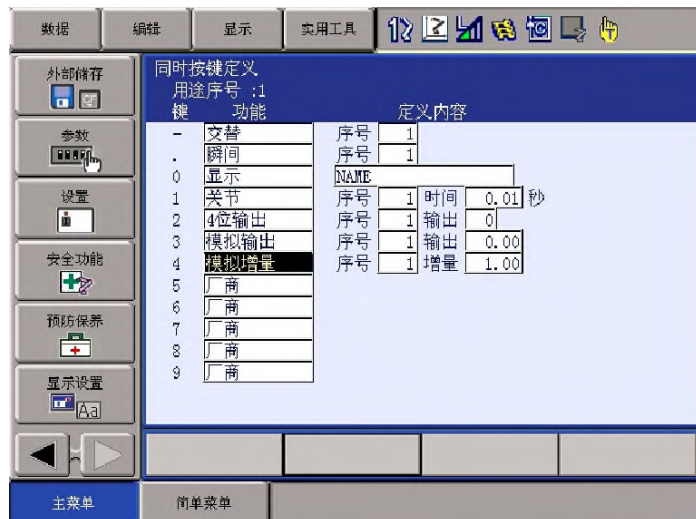 数据 编辑 显示 实用工具
外部储存
参数
设置
安全功能
预防保养
显示设置
Aa
同时按键定义
用途序号 :1
键 功能 定义内容
- 交替 序号 1
. 瞬间 序号 1
0 显示 NAME
1 关节 序号 1 时间 0.01 秒
2 4位输出 序号 1 输出 0
3 模拟输出 序号 1 输出 0.00
4 模拟增量 序号 1 增量 1.00
5 厂商
6 厂商
7 厂商
8 厂商
9 厂商
主菜单 简单菜单